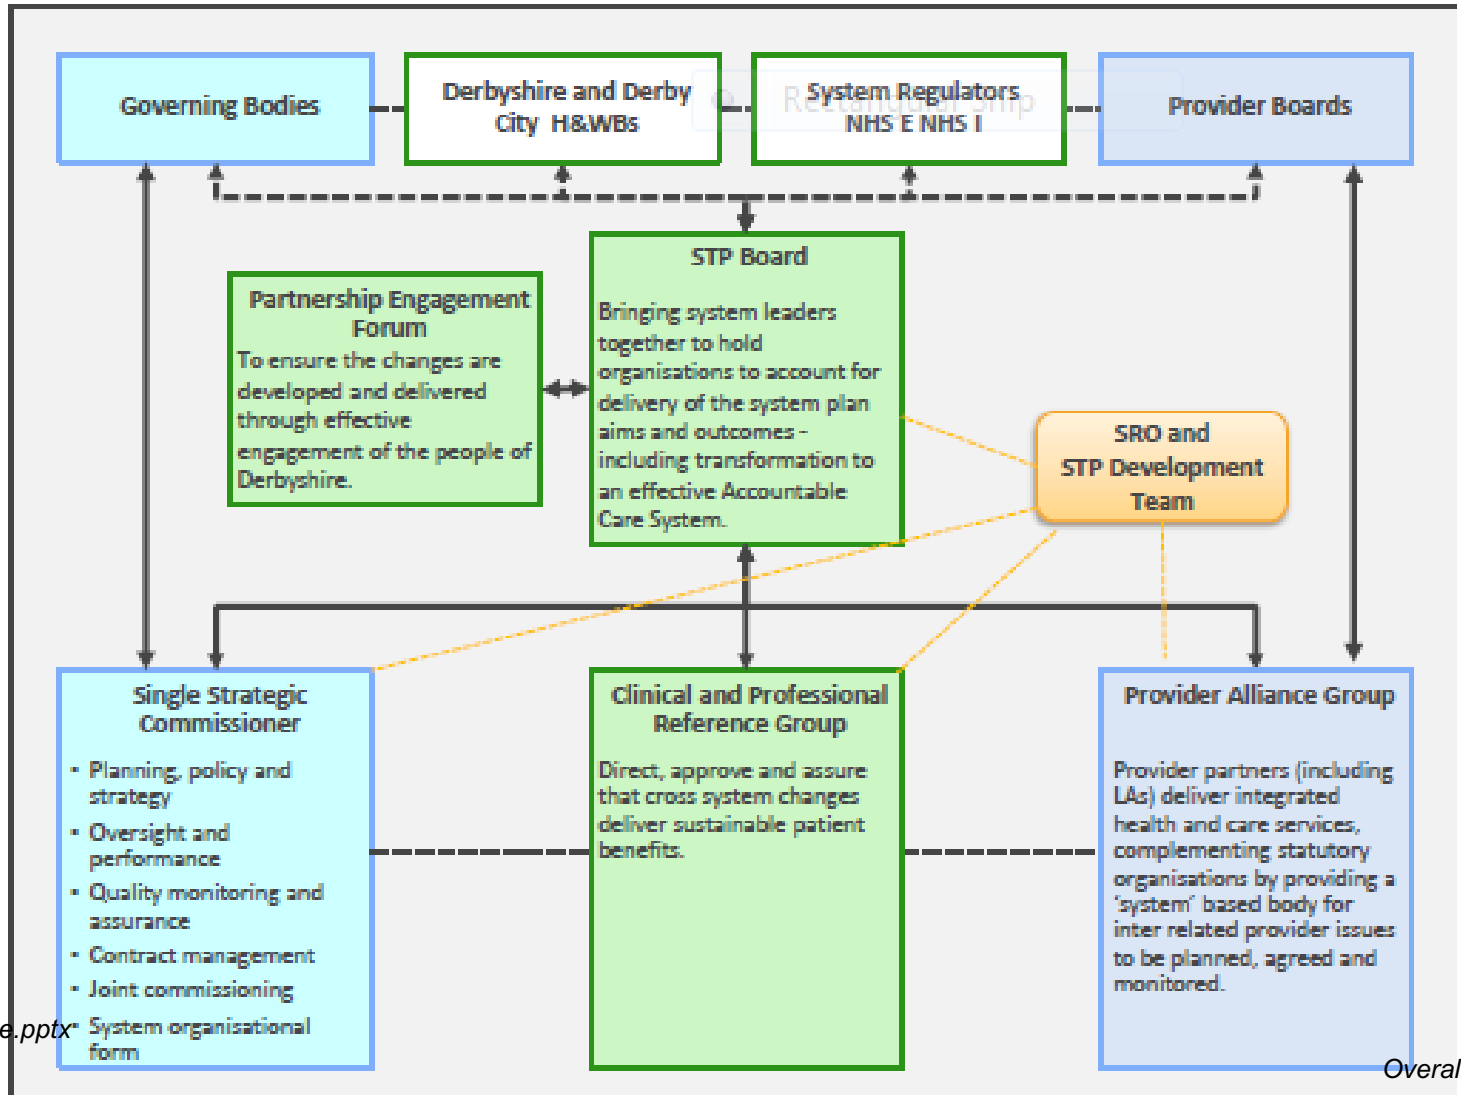 Governing Bodies
Derbyshire and Derby
City H&WBs
Rectangular Snip
System Regulators
NHS E NHS I
Provider Boards
STP Board
Bringing system leaders
together to hold
organisations to account for
delivery of the system plan
aims and outcomes -
including transformation to
an effective Accountable
Care System.
Partnership Engagement
Forum
To ensure the changes are
developed and delivered
through effective
engagement of the people of
Derbyshire.
SRO and
STP Development
Team
Single Strategic
Commissioner
▪ Planning, policy and
strategy
▪ Oversight and
performance
▪ Quality monitoring and
assurance
▪ Contract management
▪ Joint commissioning
▪ System organisational
form
Clinical and Professional
Reference Group
Direct, approve and assure
that cross system changes
deliver sustainable patient
benefits.
Provider Alliance Group
Provider partners (including
LAs) deliver integrated
health and care services,
complementing statutory
organisations by providing a
'system' based body for
inter related provider issues
to be planned, agreed and
monitored.
e.pptx
Overal